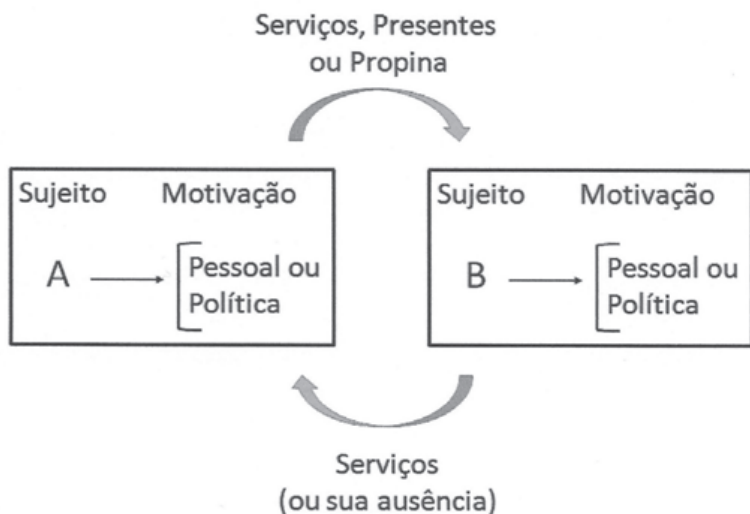 Serviços, Presentes
ou Propina
Sujeito Motivação
A Pessoal ou
Política
Sujeito Motivação
B Pessoal ou
Política
Serviços
(ou sua ausência)